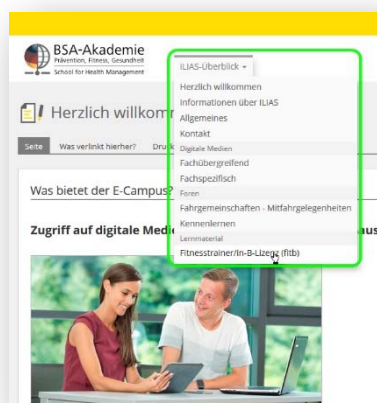 BSA-Akademie
Prävention, Fitness, Gesundheit
School for Health Management
ILIAS-Überblick
Herzlich willkommen
Informationen über ILIAS
Allgemeines
Kontakt
Digitale Medien
Fachübergreifend
Fachspezifisch
Foren
Fahrgemeinschaften - Mitfahrgelegenheiten
Kennenlernen
Lernmaterial
Fitnesstrainer/in-B-Lizenz (fitb)
Herzlich willkom
Seite Was verlinkt hierher? Druck
Was bietet der E-Campus?
Zugriff auf digitale Medi aus